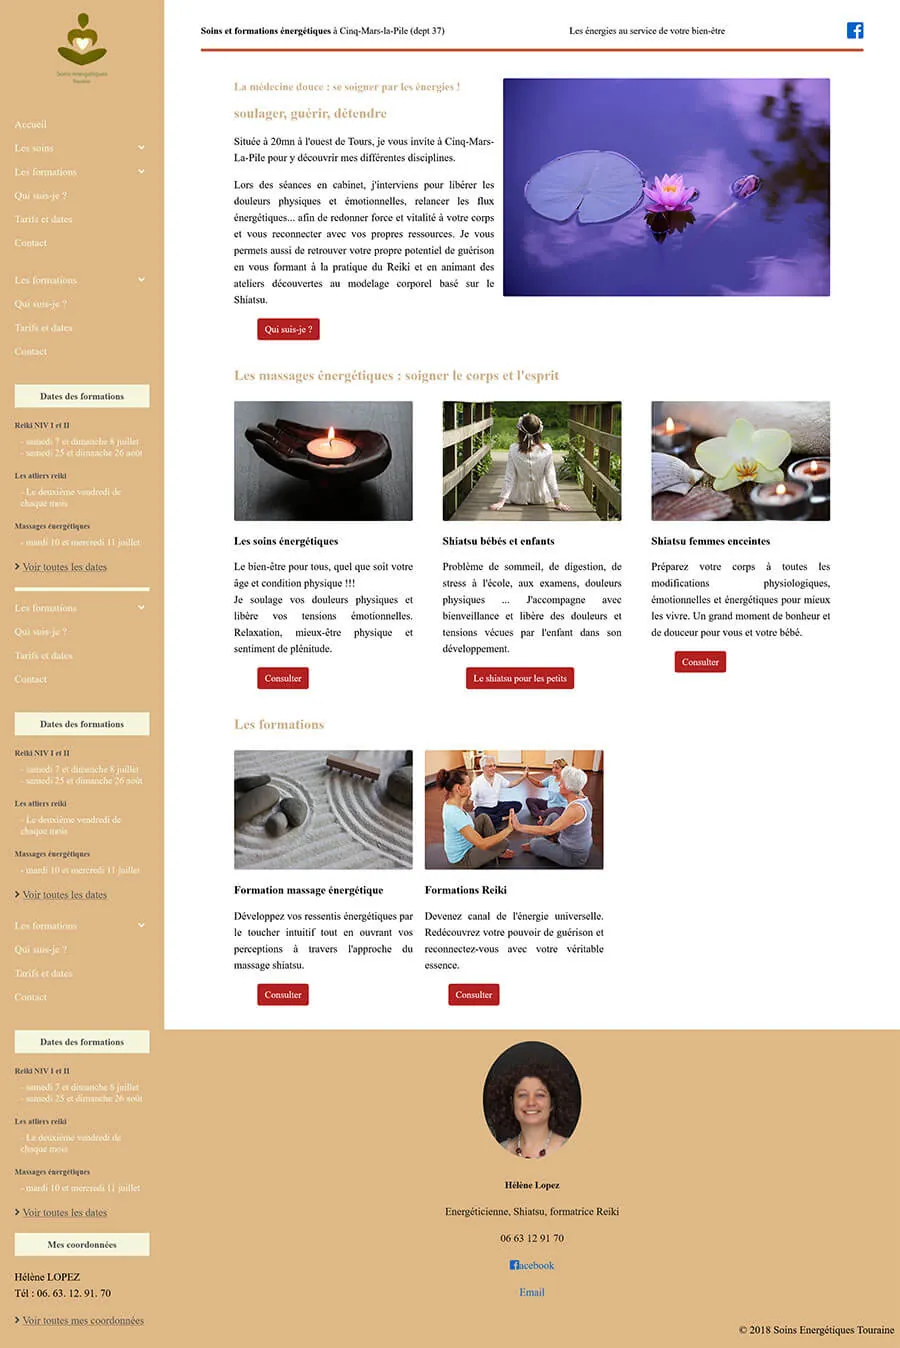 Soins énergétiques
Touraine
Accueil
Les soins
Les formations
Qui suis-je ?
Tarifs et dates
Contact
Les formations
Qui suis-je ?
Tarifs et dates
Contact
Dates des formations
Reiki NIV I et II
- samedi 7 et dimanche 8 juillet
- samedi 25 et dimanche 26 août
Les atliers reiki
- Le deuxième vendredi de
chaque mois
Massages énergétiques
- mardi 10 et mercredi 11 juillet
Voir toutes les dates
Les formations
Qui suis-je ?
Tarifs et dates
Contact
Dates des formations
Reiki NIV I et II
- samedi 7 et dimanche 8 juillet
- samedi 25 et dimanche 26 août
Les atliers reiki
- Le deuxième vendredi de
chaque mois
Massages énergétiques
- mardi 10 et mercredi 11 juillet
Voir toutes les dates
Les formations
Qui suis-je ?
Tarifs et dates
Contact
Dates des formations
Reiki NIV I et II
- samedi 7 et dimanche 8 juillet
- samedi 25 et dimanche 26 août
Les atliers reiki
- Le deuxième vendredi de
chaque mois
Massages énergétiques
- mardi 10 et mercredi 11 juillet
Voir toutes les dates
Mes coordonnées
Hélène LOPEZ
Tél : 06. 63. 12. 91. 70
Voir toutes mes coordonnées
Soins et formations énergétiques à Cinq-Mars-la-Pile (dept 37)
Les énergies au service de votre bien-être
La médecine douce : se soigner par les énergies !
soulager, guérir, détendre
Située à 20mn à l'ouest de Tours, je vous invite à Cinq-Mars-
La-Pile pour y découvrir mes différentes disciplines.
Lors des séances en cabinet, j'interviens pour libérer les
douleurs physiques et émotionnelles, relancer les flux
énergétiques... afin de redonner force et vitalité à votre corps
et vous reconnecter avec vos propres ressources. Je vous
permets aussi de retrouver votre propre potentiel de guérison
en vous formant à la pratique du Reiki et en animant des
ateliers découvertes au modelage corporel basé sur le
Shiatsu.
Qui suis-je ?
Les massages énergétiques : soigner le corps et l'esprit
Les soins énergétiques
Le bien-être pour tous, quel que soit votre
âge et condition physique !!!
Je soulage vos douleurs physiques et
libère vos tensions émotionnelles.
Relaxation, mieux-être physique et
sentiment de plénitude.
Consulter
Shiatsu bébés et enfants
Problème de sommeil, de digestion, de
stress à l'école, aux examens, douleurs
physiques ... J'accompagne avec
bienveillance et libère des douleurs et
tensions vécues par l'enfant dans son
développement.
Le shiatsu pour les petits
Shiatsu femmes enceintes
Préparez votre corps à toutes les
modifications physiologiques,
émotionnelles et énergétiques pour mieux
les vivre. Un grand moment de bonheur et
de douceur pour vous et votre bébé.
Consulter
Les formations
Formation massage énergétique
Développez vos ressentis énergétiques par
le toucher intuitif tout en ouvrant vos
perceptions à travers l'approche du
massage shiatsu.
Consulter
Formations Reiki
Devenez canal de l'énergie universelle.
Redécouvrez votre pouvoir de guérison et
reconnectez-vous avec votre véritable
essence.
Consulter
Hélène Lopez
Energéticienne, Shiatsu, formatrice Reiki
06 63 12 91 70
acebook
Email
© 2018 Soins Energétiques Touraine